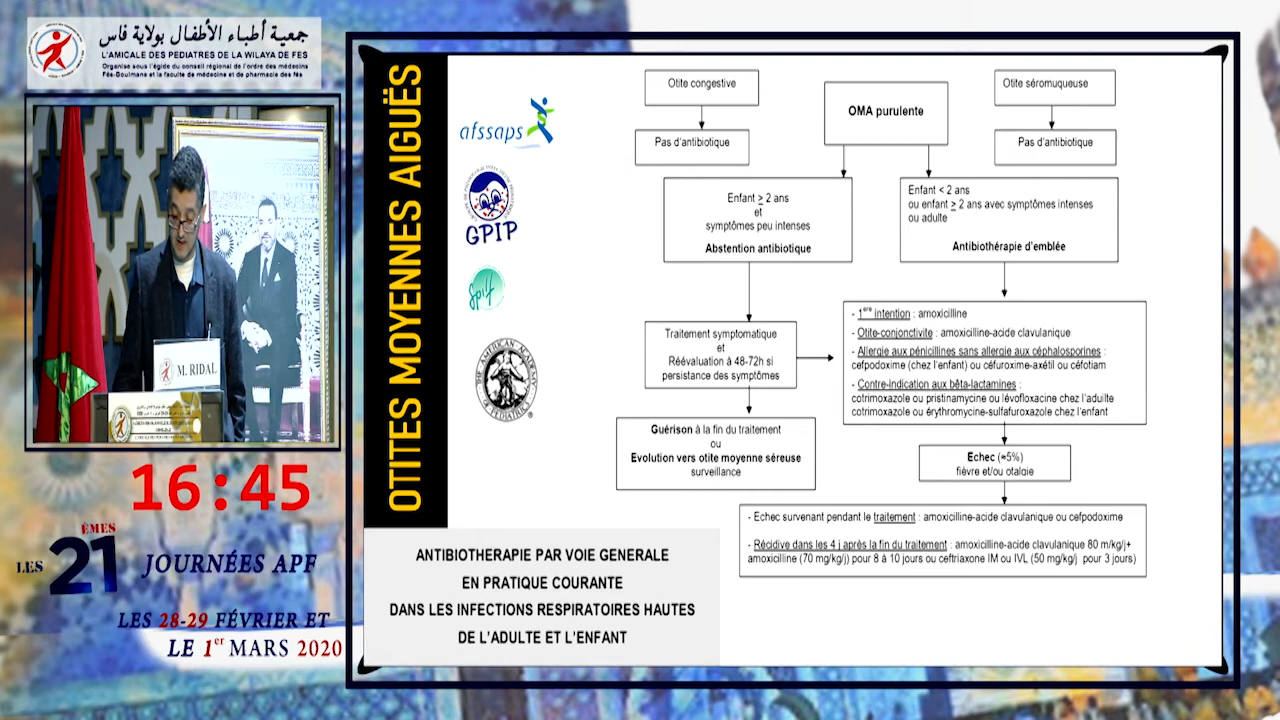 جمعية أطباء الأطفال بولاية فاس
L'AMICALE DES PEDIATRES DE LA WILAYA DE FES
Organise sous l'égide du conseil régional de l'ordre des médecins
Fés-Boulmane et la faculté de médecine et de pharmacie des fés
M. RIDAL
16:45
LES 21 ÈMES
JOURNÉES APF
LES 28-29 FÉVRIER ET
LE 1er MARS 2020
OTITES MOYENNES AIGUËS
afssaps
GPIP
Spilf
THE AMERICAN ACADEMY of PEDIATRICS
Otite congestive
Pas d'antibiotique
OMA purulente
Otite séromuqueuse
Pas d'antibiotique
Enfant ≥ 2 ans
et
symptômes peu intenses
Abstention antibiotique
Enfant < 2 ans
ou enfant ≥ 2 ans avec symptômes intenses
ou adulte
Antibiothérapie d'emblée
Traitement symptomatique
et
Réévaluation à 48-72h si
persistance des symptômes
- 1ère intention : amoxicilline
- Otite-conjonctivite : amoxicilline-acide clavulanique
- Allergie aux pénicillines sans allergie aux céphalosporines :
cefpodoxime (chez l'enfant) ou céfuroxime-axétil ou céfotiam
- Contre-indication aux bêta-lactamines :
cotrimoxazole ou pristinamycine ou lévofloxacine chez l'adulte
cotrimoxazole ou érythromycine-sulfafuroxazole chez l'enfant
Guérison à la fin du traitement
ou
Evolution vers otite moyenne séreuse
surveillance
Echec (≈5%)
fièvre et/ou otalgie
- Echec survenant pendant le traitement : amoxicilline-acide clavulanique ou cefpodoxime
- Récidive dans les 4 j après la fin du traitement : amoxicilline-acide clavulanique 80 m/kg/j+
amoxicilline (70 mg/kg/j) pour 8 à 10 jours ou ceftriaxone IM ou IVL (50 mg/kg/j pour 3 jours)
ANTIBIOTHERAPIE PAR VOIE GENERALE
EN PRATIQUE COURANTE
DANS LES INFECTIONS RESPIRATOIRES HAUTES
DE L'ADULTE ET L'ENFANT